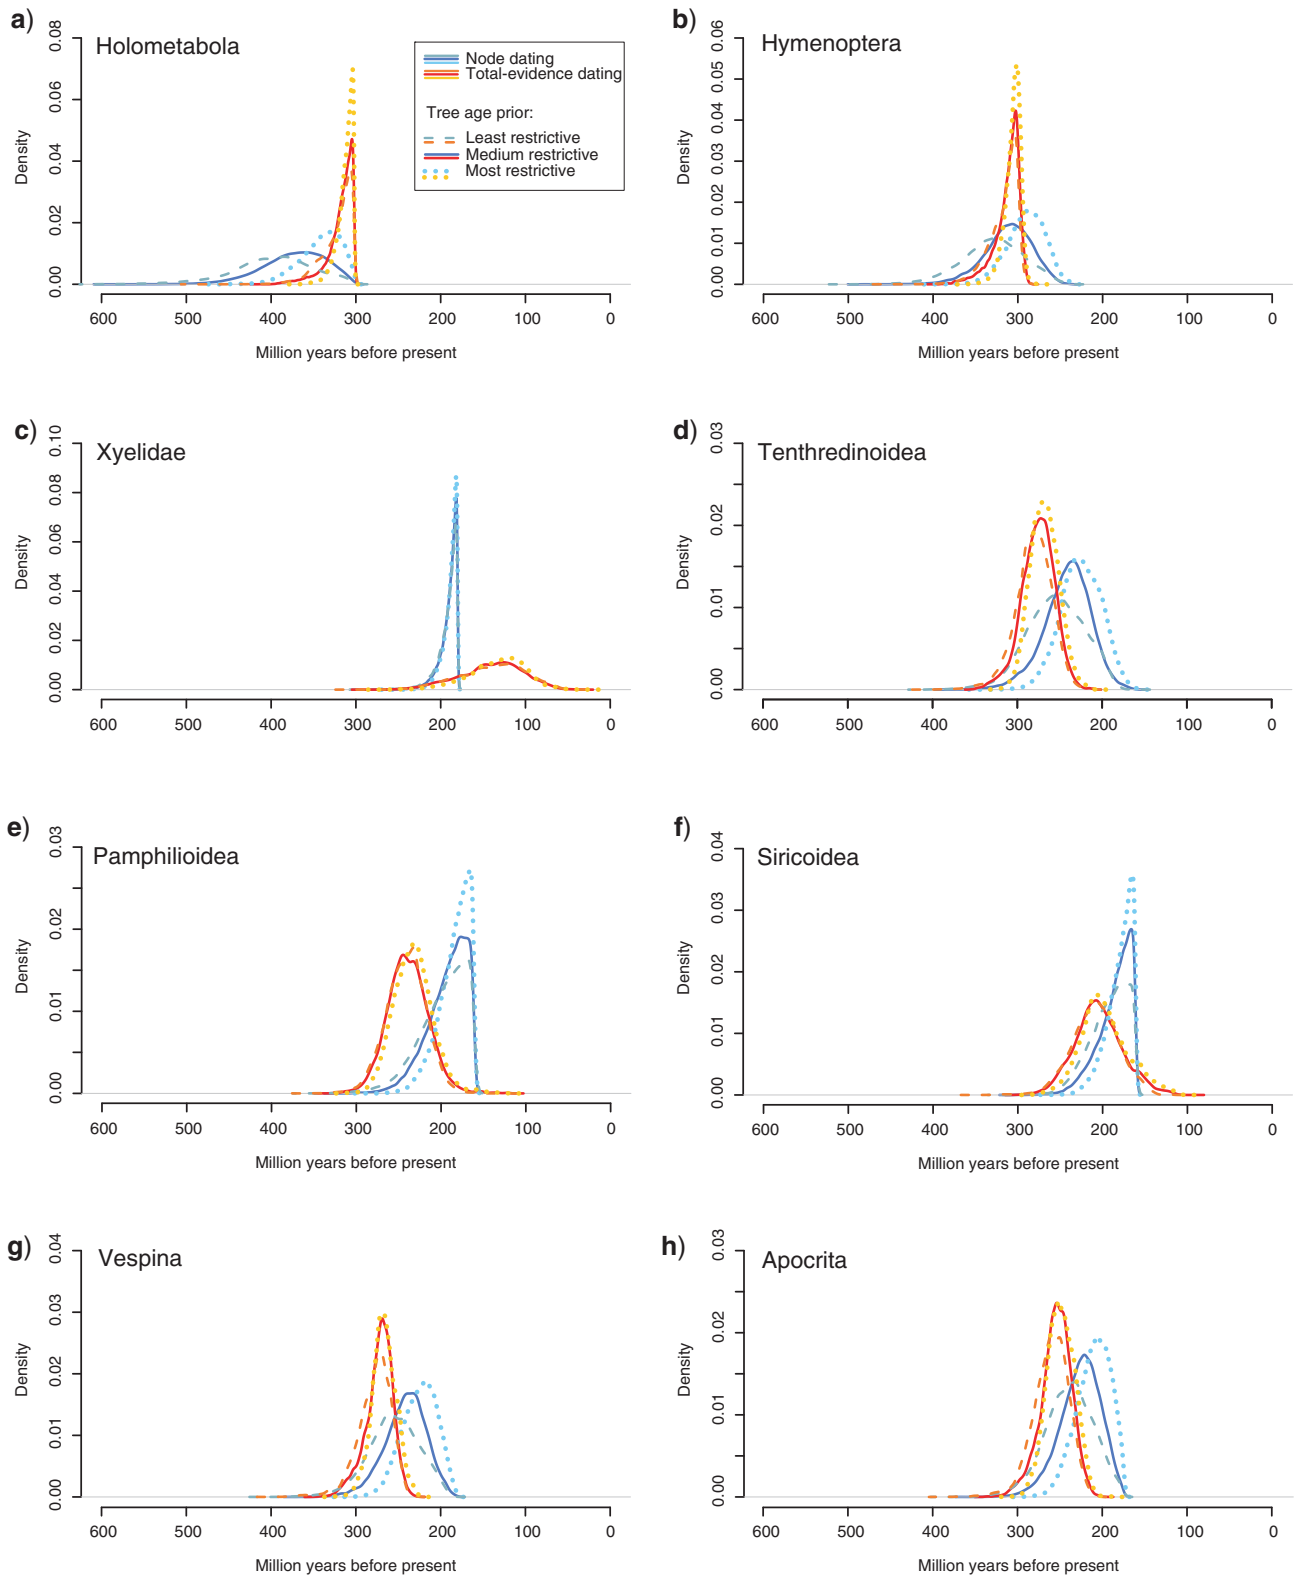 a)
Holometabola
Node dating
Total-evidence dating
Tree age prior:
Least restrictive
Medium restrictive
Most restrictive
Density
0.00 0.02 0.04 0.06 0.08
600 500 400 300 200 100 0
Million years before present
b)
Hymenoptera
Density
0.00 0.01 0.02 0.03 0.04 0.05 0.06
600 500 400 300 200 100 0
Million years before present
c)
Xyelidae
Density
0.00 0.02 0.04 0.06 0.08 0.10
600 500 400 300 200 100 0
Million years before present
d)
Tenthredinoidea
Density
0.00 0.01 0.02 0.03
600 500 400 300 200 100 0
Million years before present
e)
Pamphilioidea
Density
0.00 0.01 0.02 0.03
600 500 400 300 200 100 0
Million years before present
f)
Siricoidea
Density
0.00 0.01 0.02 0.03 0.04
600 500 400 300 200 100 0
Million years before present
g)
Vespina
Density
0.00 0.01 0.02 0.03 0.04
600 500 400 300 200 100 0
Million years before present
h)
Apocrita
Density
0.00 0.01 0.02 0.03
600 500 400 300 200 100 0
Million years before present